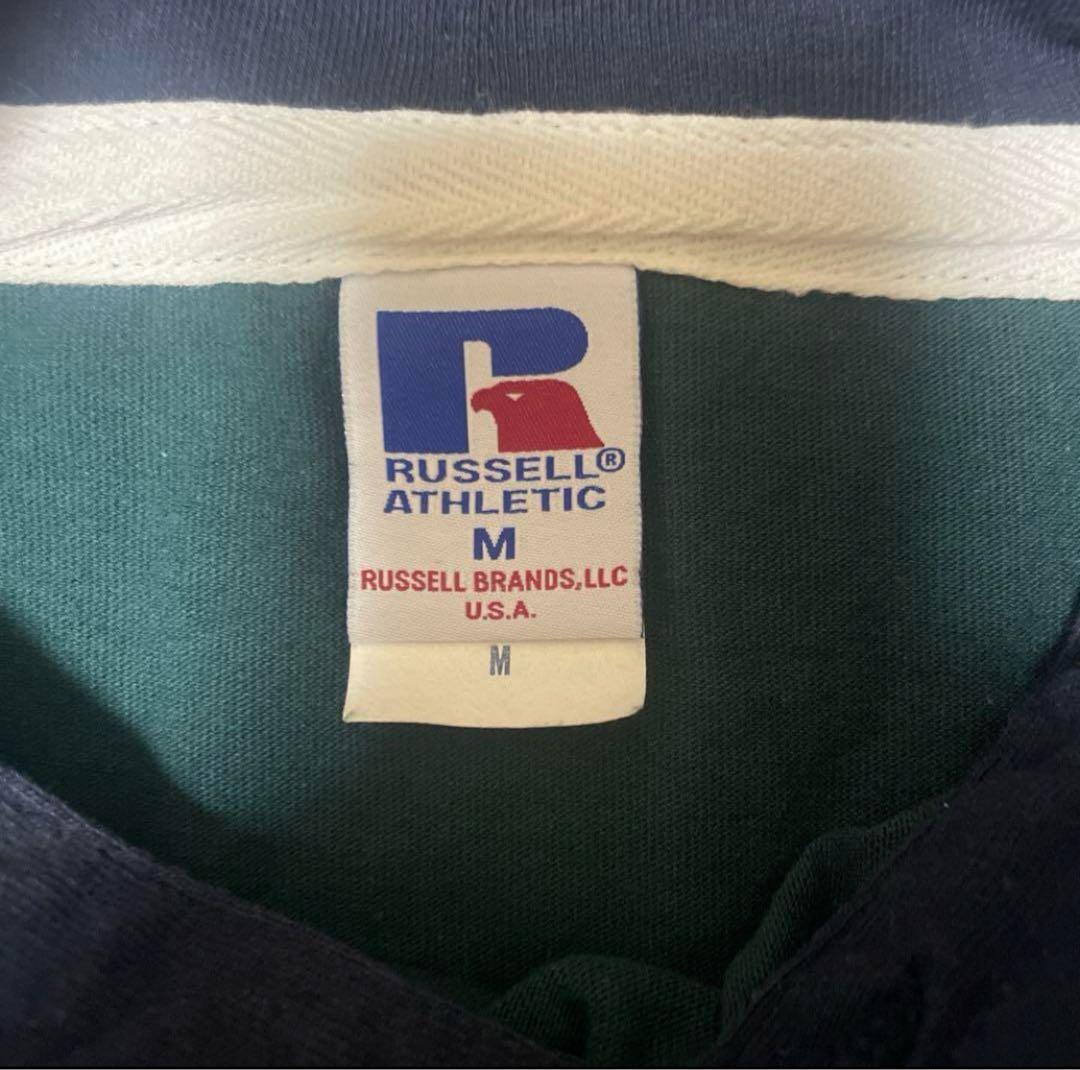 R
RUSSELL®
ATHLETIC
M
RUSSELL BRANDS,LLC
U.S.A.
M